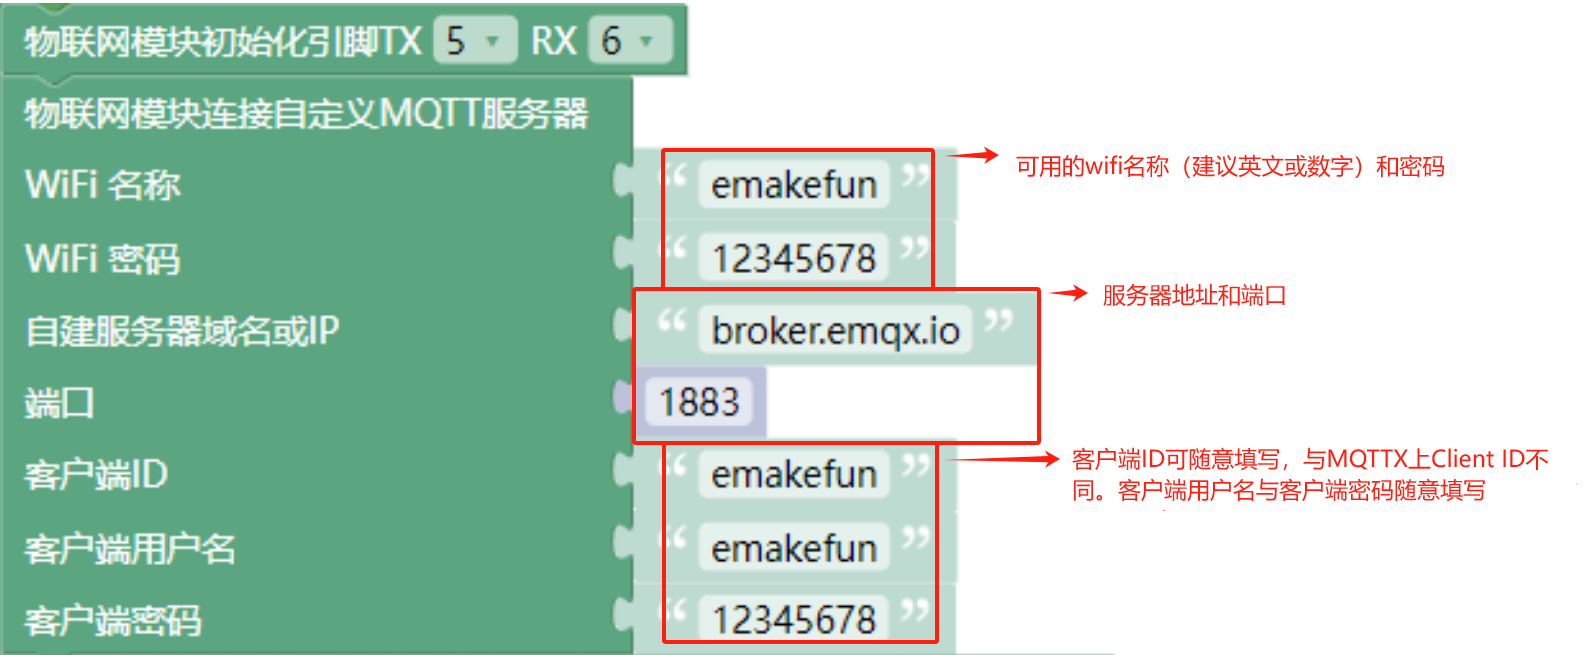 物联网模块初始化引脚TX 5 RX 6
物联网模块连接自定义MQTT服务器
WiFi 名称 “ emakefun ”
可用的wifi名称（建议英文或数字）和密码
WiFi 密码 “ 12345678 ”
服务器地址和端口
自建服务器域名或IP “ broker.emqx.io ”
端口 1883
客户端ID “ emakefun ”
客户端ID可随意填写，与MQTTX上Client ID不
同。客户端用户名与客户端密码随意填写
客户端用户名 “ emakefun ”
客户端密码 “ 12345678 ”